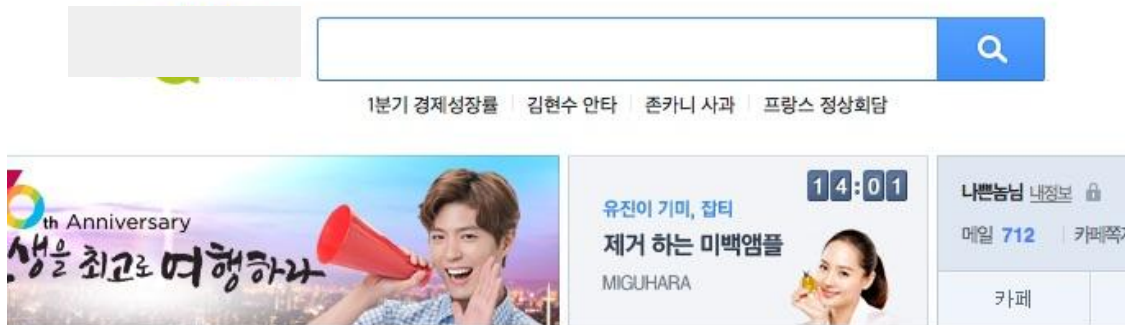 1분기 경제성장률 김현수 안타 존카니 사과 프랑스 정상회담
th Anniversary
생을 최고로 여행하라
유진이 기미, 잡티
제거 하는 미백앰플
MIGUHARA
14:01
나쁜놈님 내정보
메일 712 카페쪽지
카페